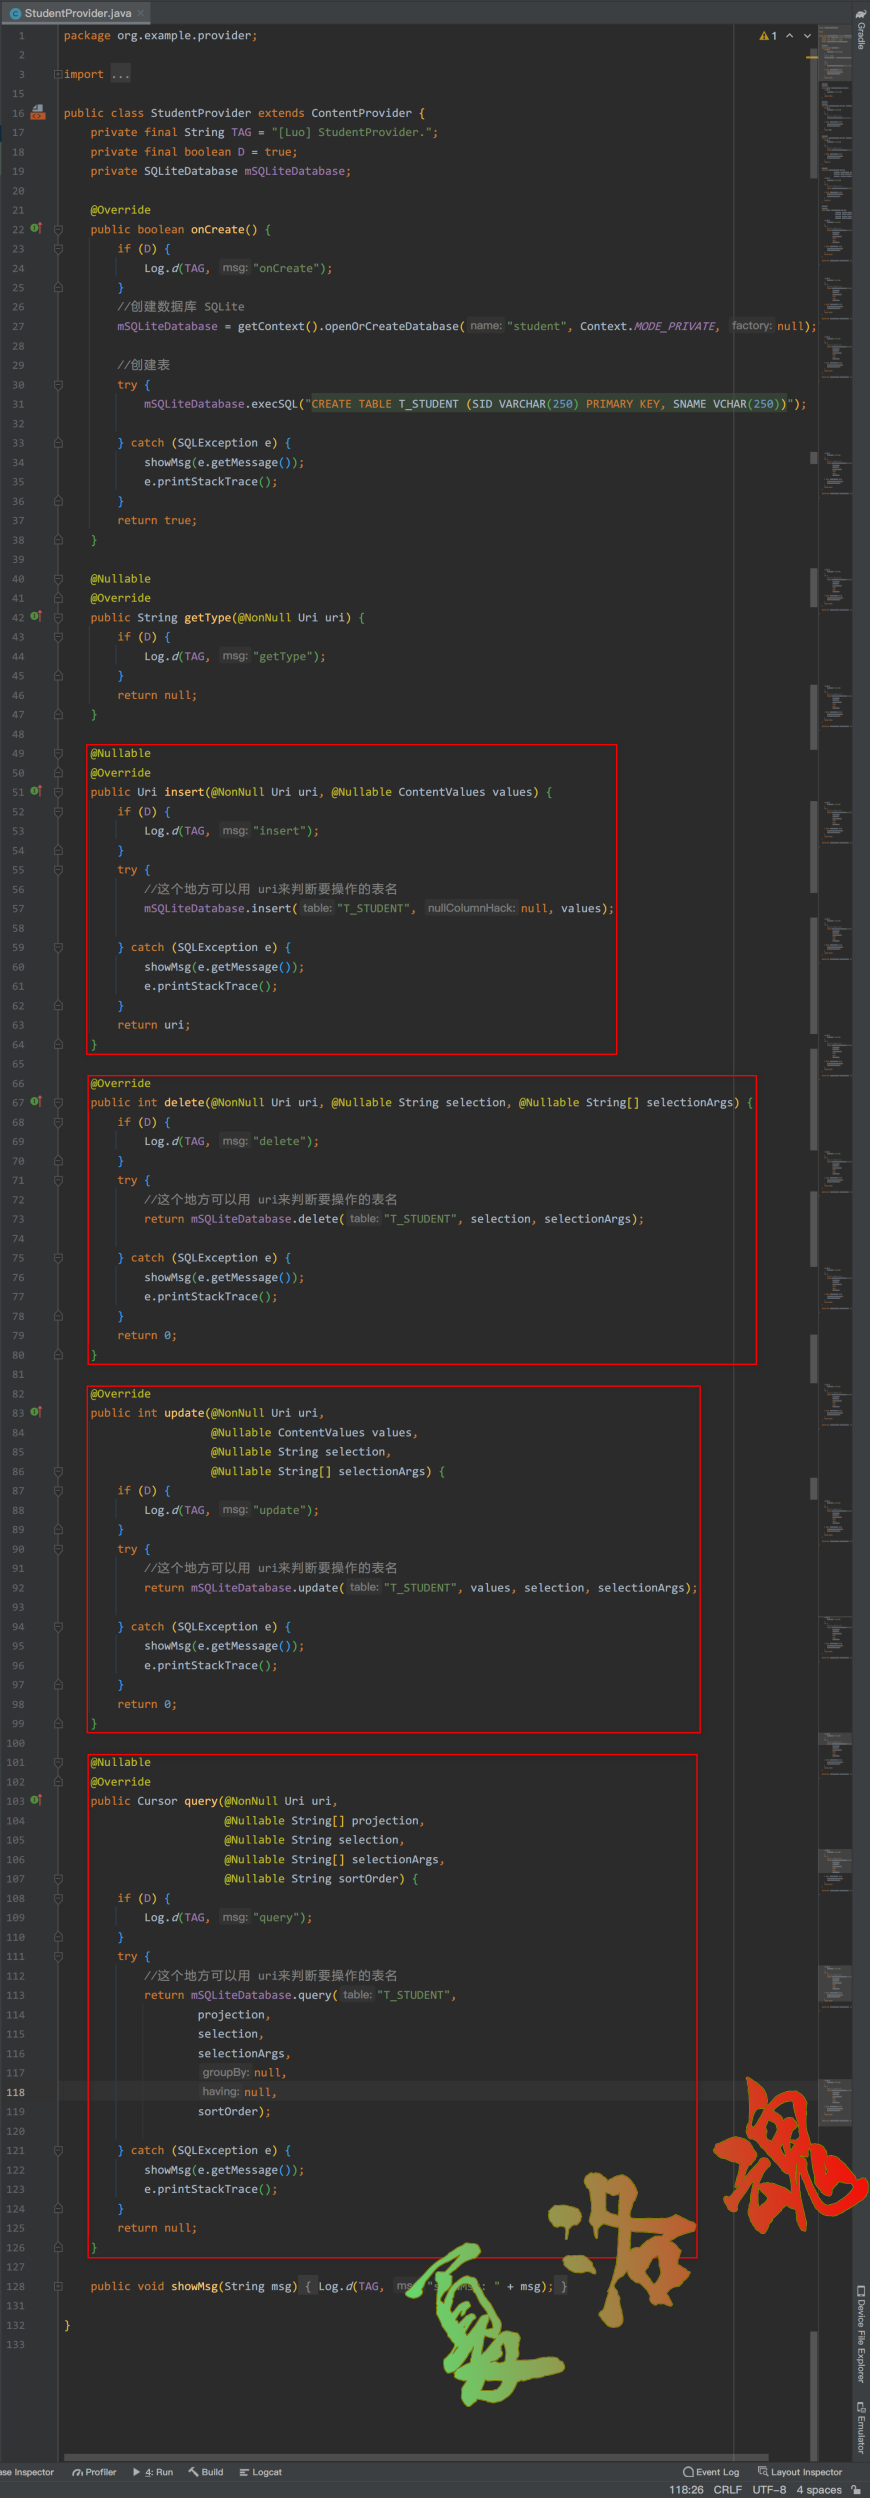 StudentProvider.java
1 package org.example.provider;
1
2
3 import ...
15
16 public class StudentProvider extends ContentProvider {
17 private final String TAG = "[Luo] StudentProvider.";
18 private final boolean D = true;
19 private SQLiteDatabase mSQLiteDatabase;
20
21 @Override
22 public boolean onCreate() {
23 if (D) {
24 Log.d(TAG, msg: "onCreate");
25 }
26 //创建数据库 SQLite
27 mSQLiteDatabase = getContext().openOrCreateDatabase( name: "student", Context.MODE_PRIVATE, factory: null);
28
29 //创建表
30 try {
31 mSQLiteDatabase.execSQL("CREATE TABLE T_STUDENT (SID VARCHAR(250) PRIMARY KEY, SNAME VCHAR(250))");
32
33 } catch (SQLException e) {
34 showMsg(e.getMessage());
35 e.printStackTrace();
36 }
37 return true;
38 }
39
40 @Nullable
41 @Override
42 public String getType(@NonNull Uri uri) {
43 if (D) {
44 Log.d(TAG, msg: "getType");
45 }
46 return null;
47 }
48
49 @Nullable
50 @Override
51 public Uri insert(@NonNull Uri uri, @Nullable ContentValues values) {
52 if (D) {
53 Log.d(TAG, msg: "insert");
54 }
55 try {
56 //这个地方可以用 uri来判断要操作的表名
57 mSQLiteDatabase.insert( table: "T_STUDENT", nullColumnHack: null, values);
58
59 } catch (SQLException e) {
60 showMsg(e.getMessage());
61 e.printStackTrace();
62 }
63 return uri;
64 }
65
66 @Override
67 public int delete(@NonNull Uri uri, @Nullable String selection, @Nullable String[] selectionArgs) {
68 if (D) {
69 Log.d(TAG, msg: "delete");
70 }
71 try {
72 //这个地方可以用 uri来判断要操作的表名
73 return mSQLiteDatabase.delete( table: "T_STUDENT", selection, selectionArgs);
74
75 } catch (SQLException e) {
76 showMsg(e.getMessage());
77 e.printStackTrace();
78 }
79 return 0;
80 }
81
82 @Override
83 public int update(@NonNull Uri uri,
84 @Nullable ContentValues values,
85 @Nullable String selection,
86 @Nullable String[] selectionArgs) {
87 if (D) {
88 Log.d(TAG, msg: "update");
89 }
90 try {
91 //这个地方可以用 uri来判断要操作的表名
92 return mSQLiteDatabase.update( table: "T_STUDENT", values, selection, selectionArgs);
93
94 } catch (SQLException e) {
95 showMsg(e.getMessage());
96 e.printStackTrace();
97 }
98 return 0;
99 }
100
101 @Nullable
102 @Override
103 public Cursor query(@NonNull Uri uri,
104 @Nullable String[] projection,
105 @Nullable String selection,
106 @Nullable String[] selectionArgs,
107 @Nullable String sortOrder) {
108 if (D) {
109 Log.d(TAG, msg: "query");
110 }
111 try {
112 //这个地方可以用 uri来判断要操作的表名
113 return mSQLiteDatabase.query( table: "T_STUDENT",
114 projection,
115 selection,
116 selectionArgs,
117 groupBy: null,
118 having: null,
119 sortOrder);
120
121 } catch (SQLException e) {
122 showMsg(e.getMessage());
123 e.printStackTrace();
124 }
125 return null;
126 }
127
128 public void showMsg(String msg) { Log.d(TAG, : " + msg); }
131
132 }
133
Gradle
Device File Explorer
Emulator
se Inspector Profiler 4: Run Build Logcat Event Log Layout Inspector
118:26 CRLF UTF-8 4 spaces